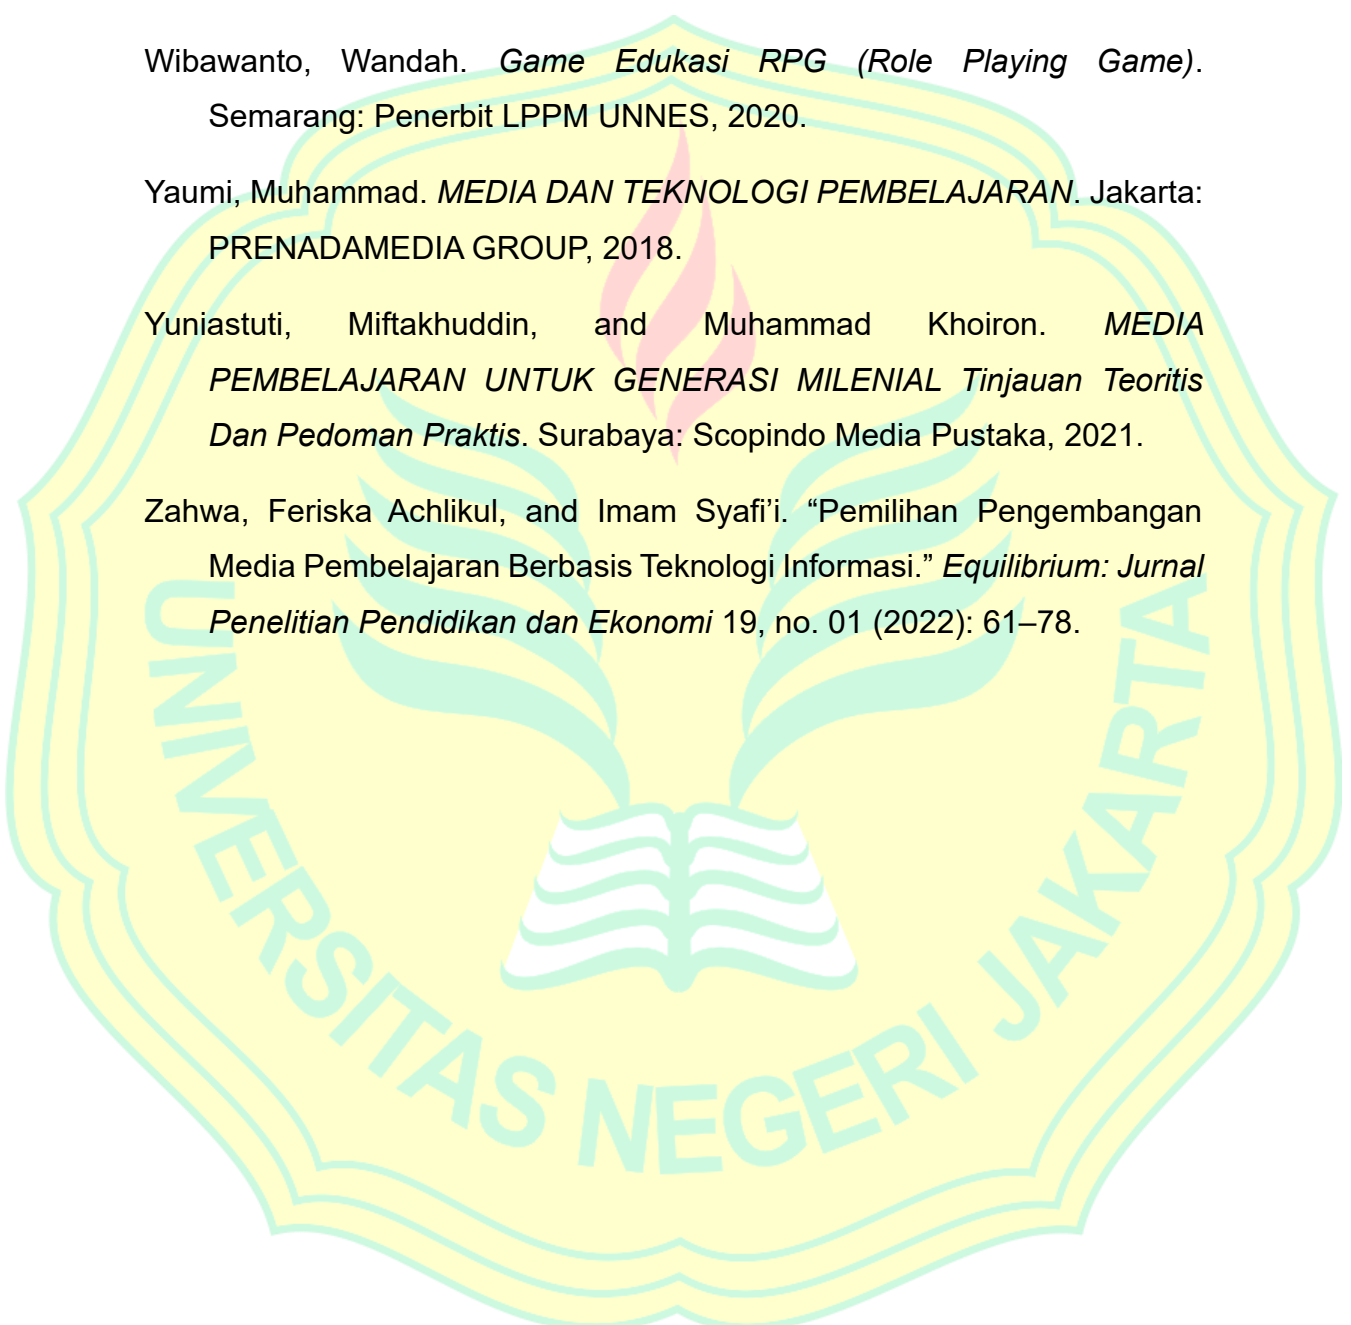 Wibawanto, Wandah. Game Edukasi RPG (Role Playing Game).
Semarang: Penerbit LPPM UNNES, 2020.
Yaumi, Muhammad. MEDIA DAN TEKNOLOGI PEMBELAJARAN. Jakarta:
PRENADAMEDIA GROUP, 2018.
Yuniastuti, Miftakhuddin, and Muhammad Khoiron. MEDIA
PEMBELAJARAN UNTUK GENERASI MILENIAL Tinjauan Teoritis
Dan Pedoman Praktis. Surabaya: Scopindo Media Pustaka, 2021.
Zahwa, Feriska Achlikul, and Imam Syafi’i. “Pemilihan Pengembangan
Media Pembelajaran Berbasis Teknologi Informasi.” Equilibrium: Jurnal
Penelitian Pendidikan dan Ekonomi 19, no. 01 (2022): 61–78.
UNIVERSITAS NEGERI JAKARTA